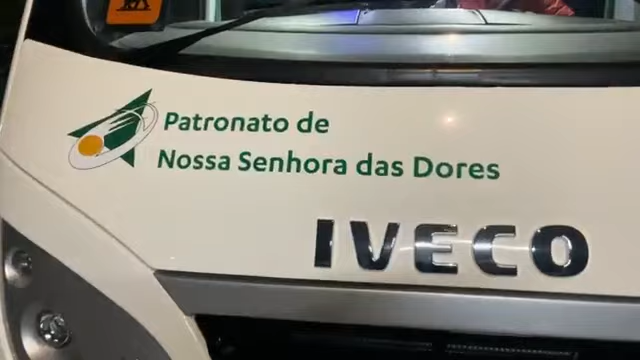 Patronato de
Nossa Senhora das Dores
IVECO